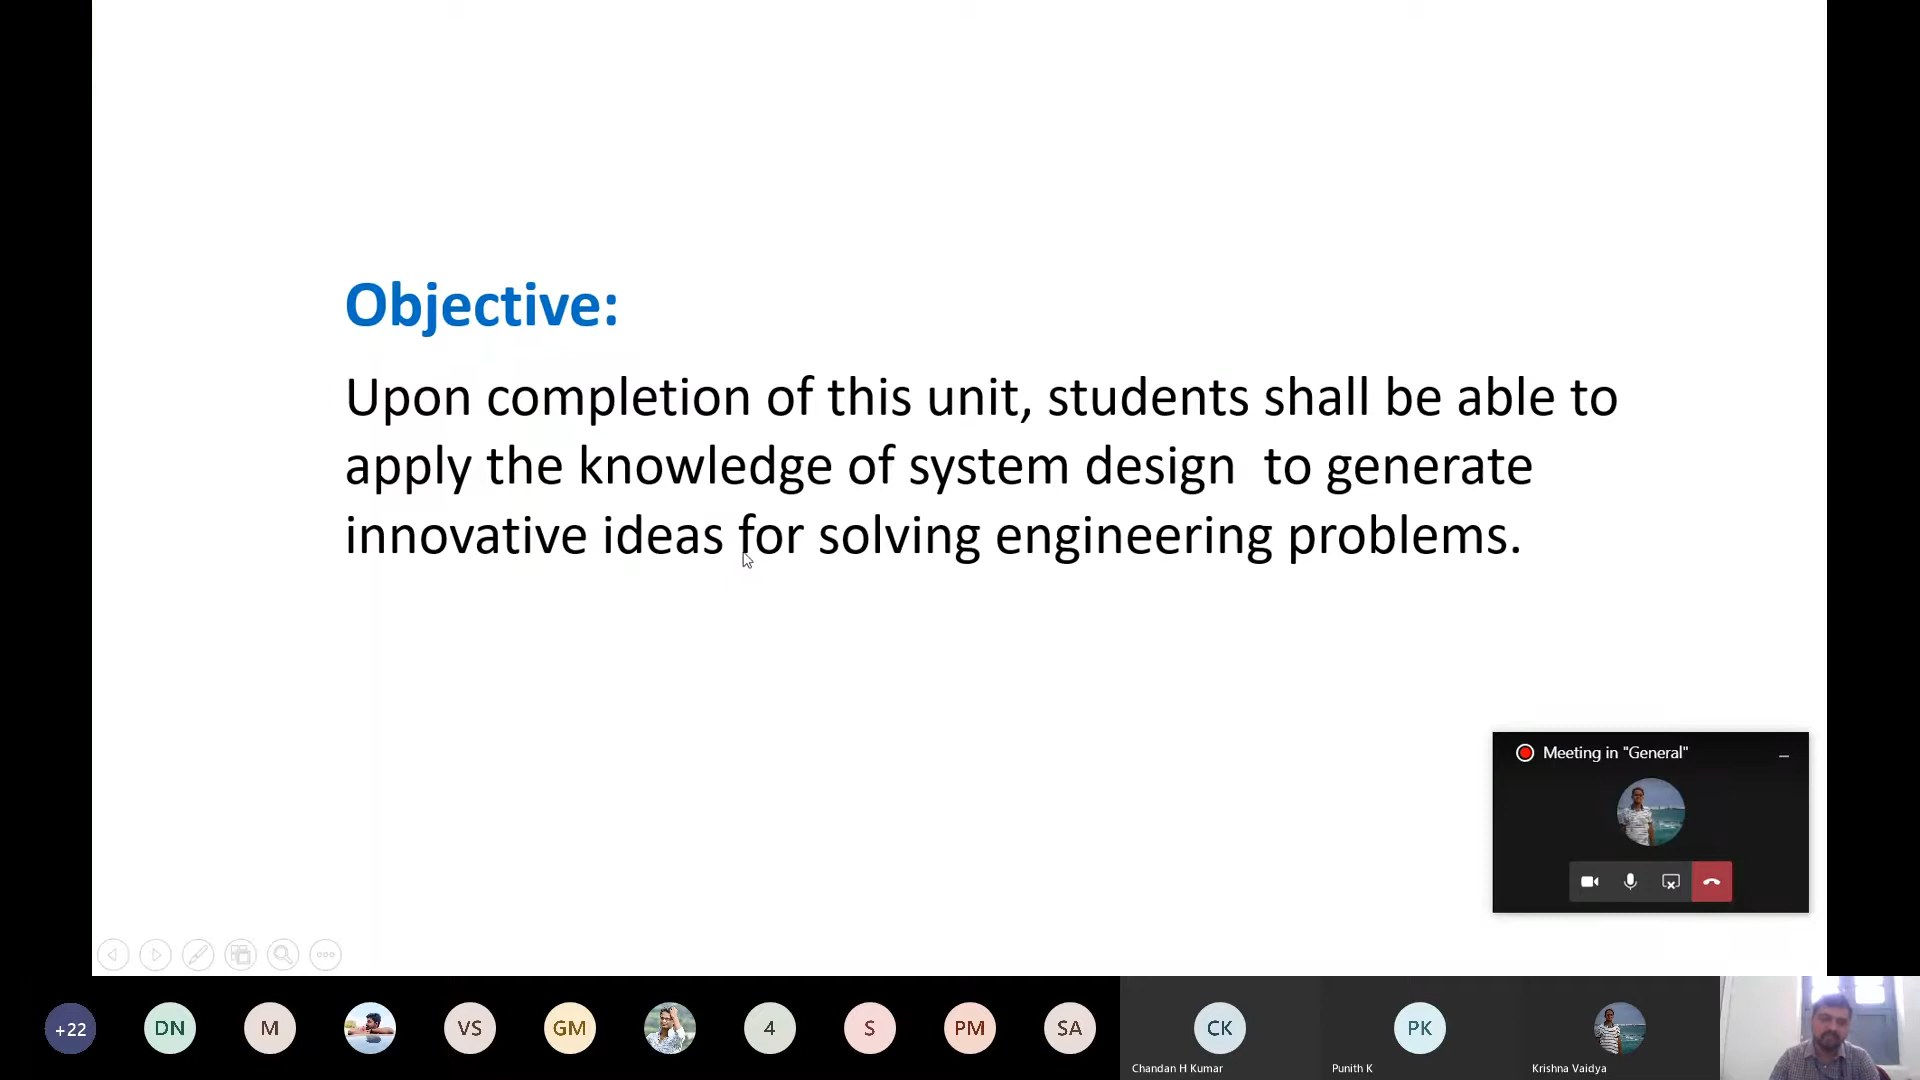 Objective:
Upon completion of this unit, students shall be able to
apply the knowledge of system design  to generate
innovative ideas for solving engineering problems.
Meeting in "General"
+22
DN
M
VS
GM
4
S
PM
SA
CK
Chandan H Kumar
PK
Punith K
Krishna Vaidya